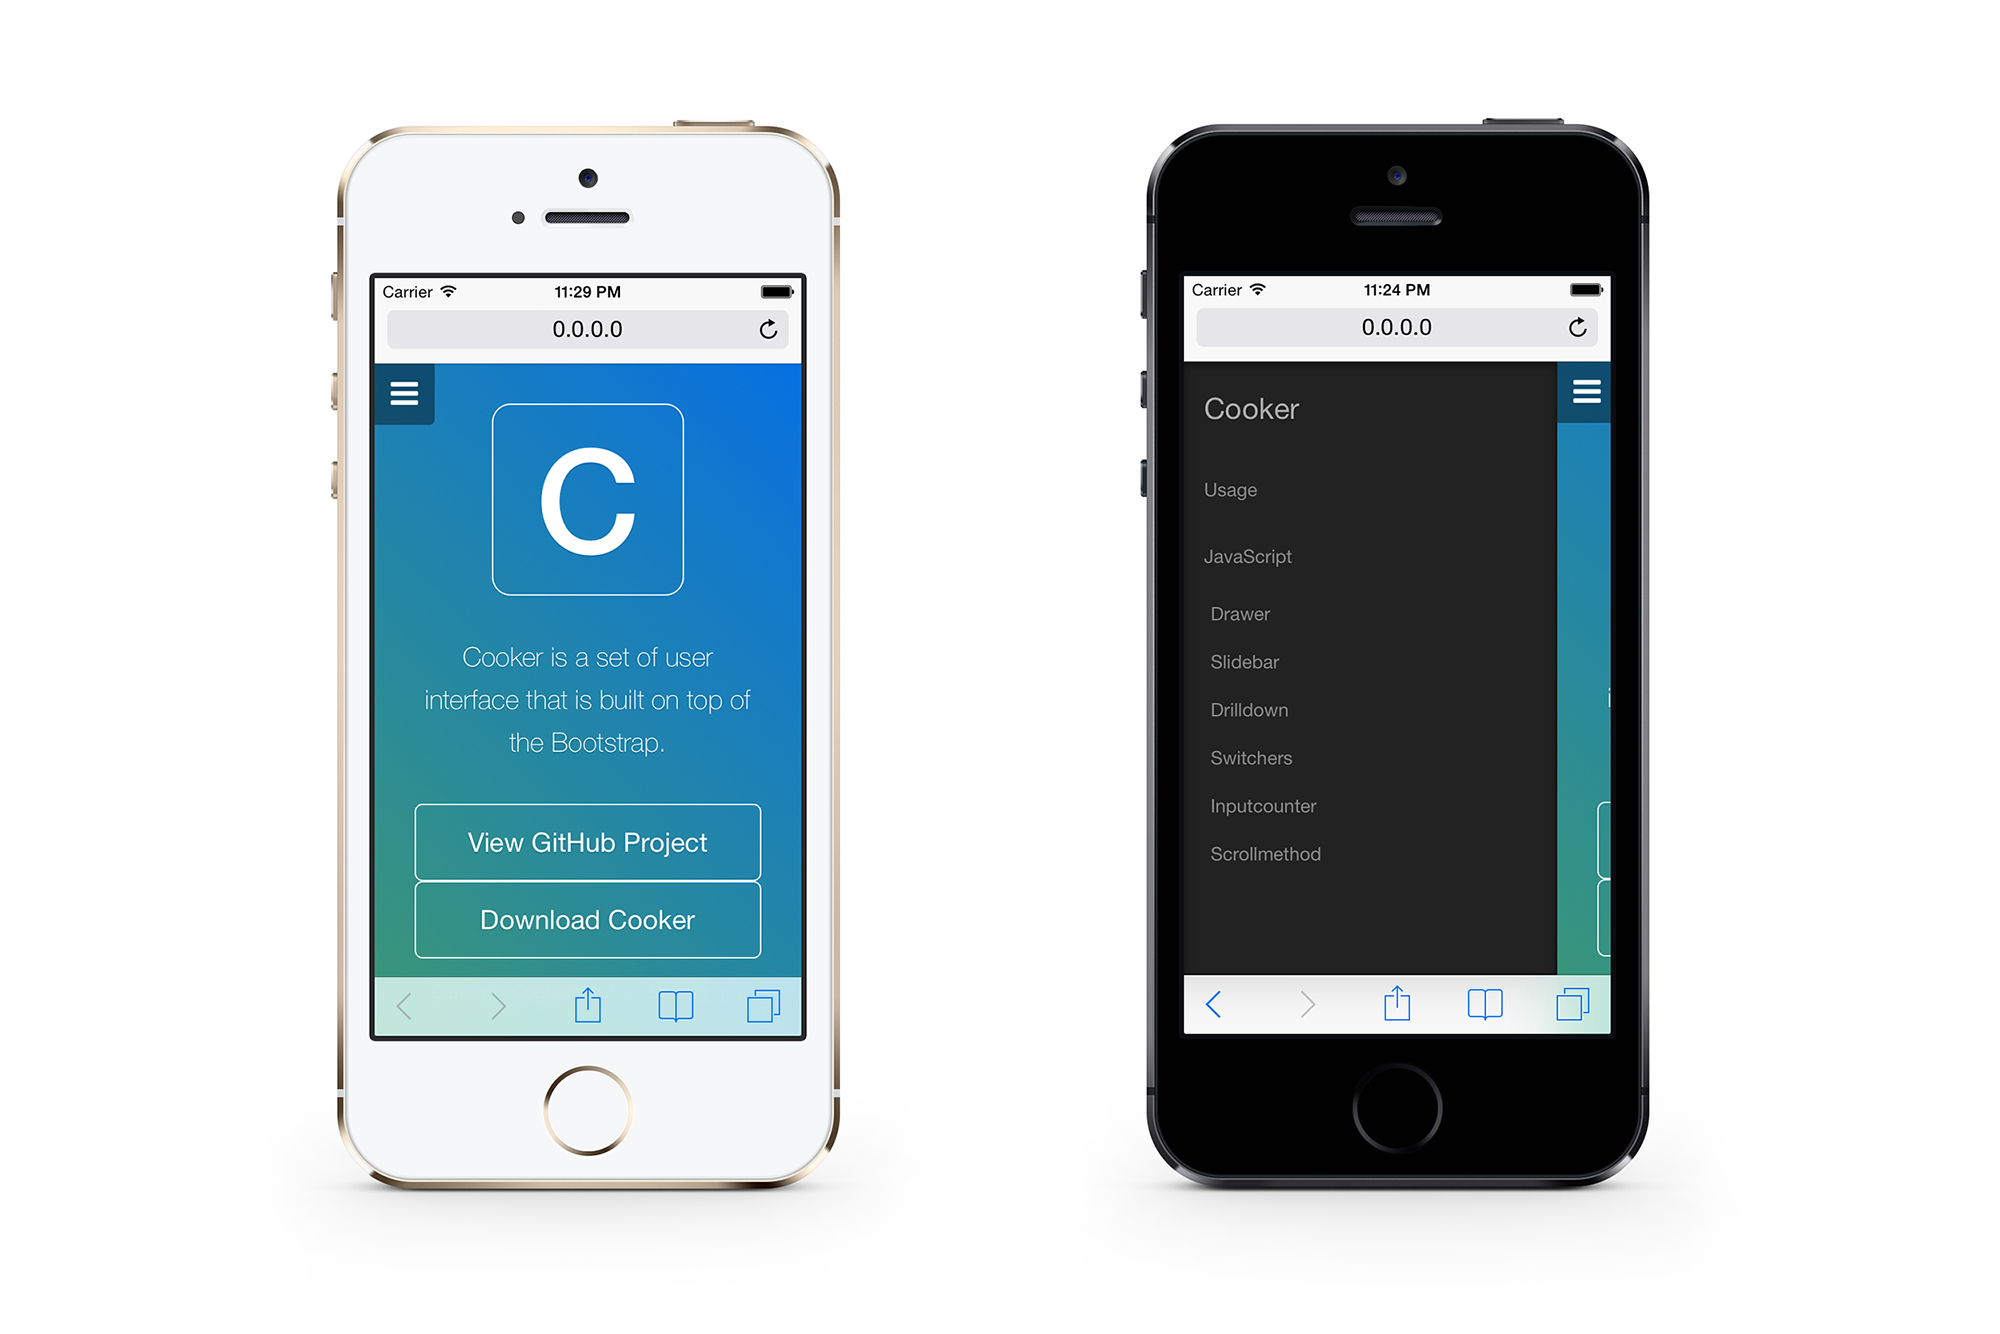 Carrier 11:29 PM
0.0.0.0
C
Cooker is a set of user
interface that is built on top of
the Bootstrap.
View GitHub Project
Download Cooker
Carrier 11:24 PM
0.0.0.0
Cooker
Usage
JavaScript
Drawer
Slidebar
Drilldown
Switchers
Inputcounter
Scrollmethod
i